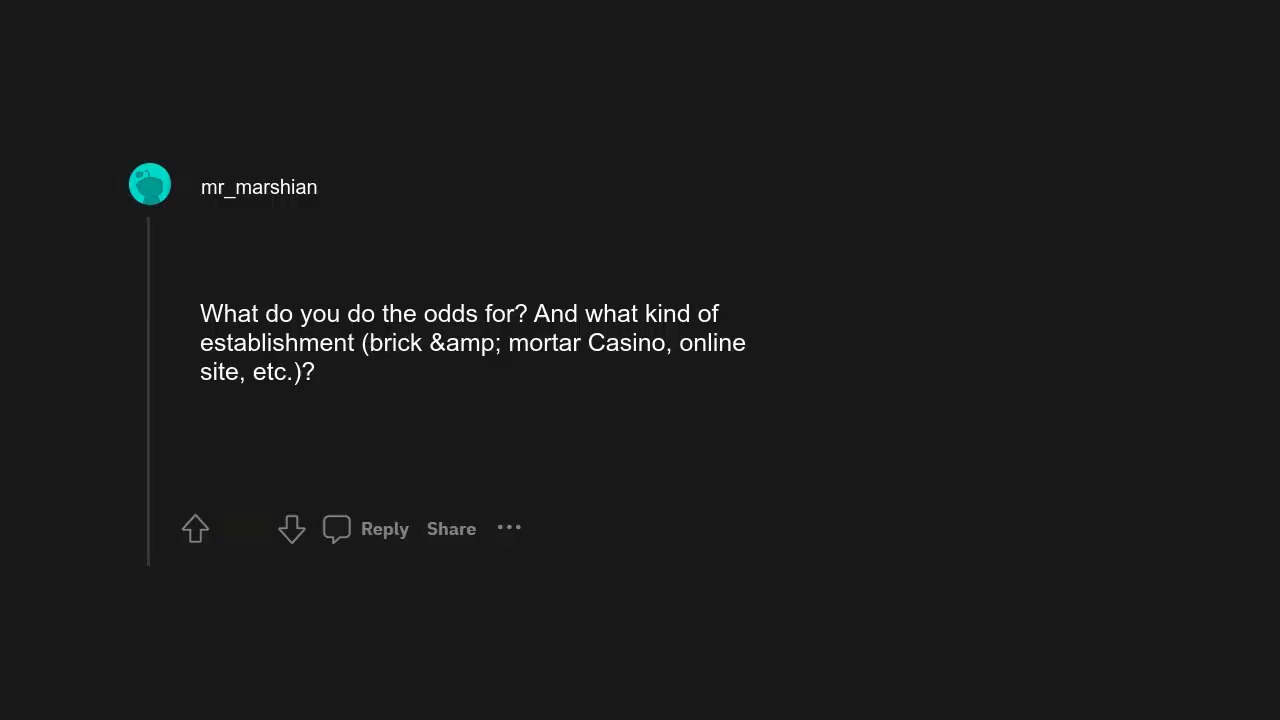 mr_marshian
What do you do the odds for? And what kind of
establishment (brick &amp; mortar Casino, online
site, etc.)?
Reply Share